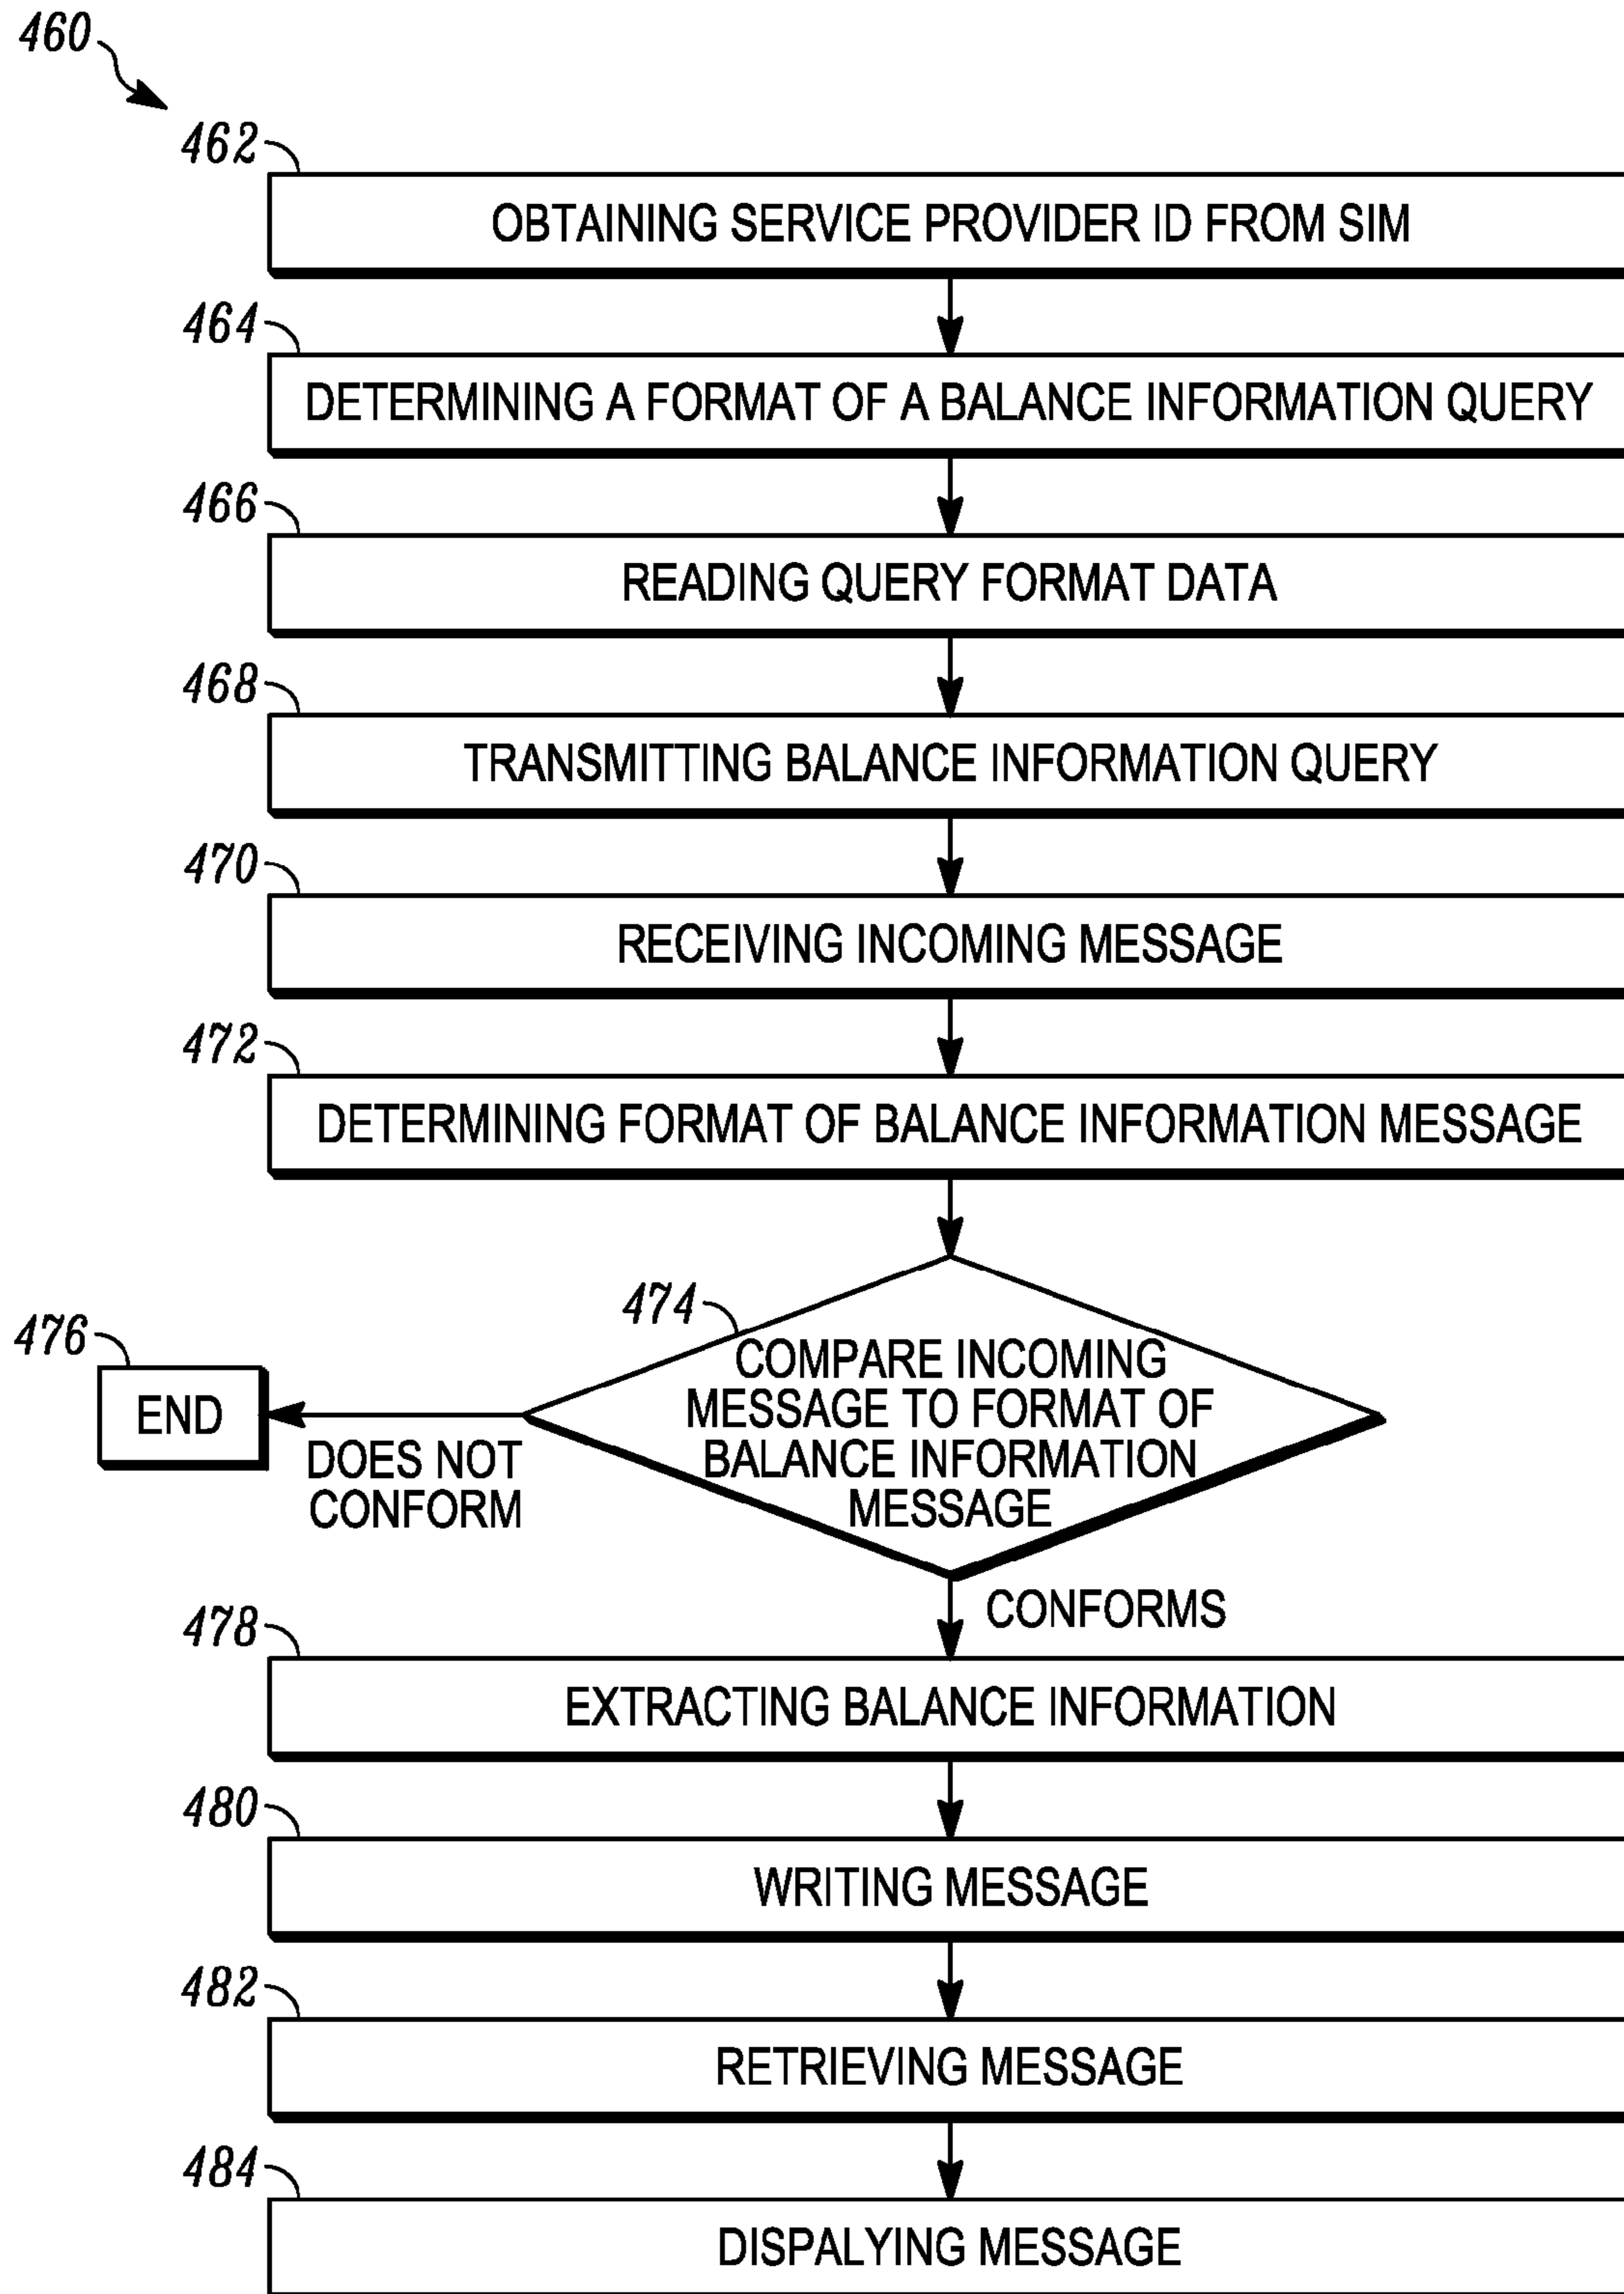 460
462
OBTAINING SERVICE PROVIDER ID FROM SIM
464
DETERMINING A FORMAT OF A BALANCE INFORMATION QUERY
466
READING QUERY FORMAT DATA
468
TRANSMITTING BALANCE INFORMATION QUERY
470
RECEIVING INCOMING MESSAGE
472
DETERMINING FORMAT OF BALANCE INFORMATION MESSAGE
474
COMPARE INCOMING
MESSAGE TO FORMAT OF
BALANCE INFORMATION
MESSAGE
476
END
DOES NOT
CONFORM
CONFORMS
478
EXTRACTING BALANCE INFORMATION
480
WRITING MESSAGE
482
RETRIEVING MESSAGE
484
DISPALYING MESSAGE